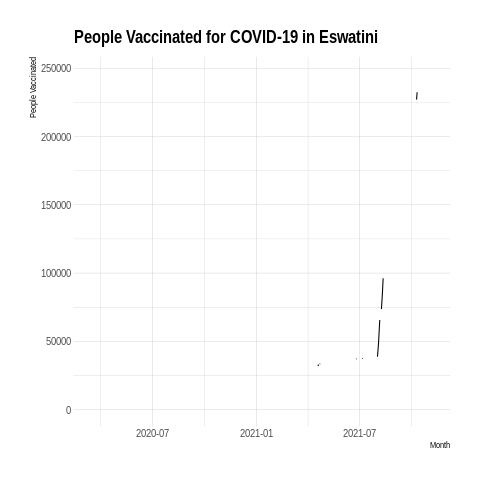 People Vaccinated for COVID-19 in Eswatini
People Vaccinated
250000
200000
150000
100000
50000
0
2020-07 2021-01 2021-07
Month